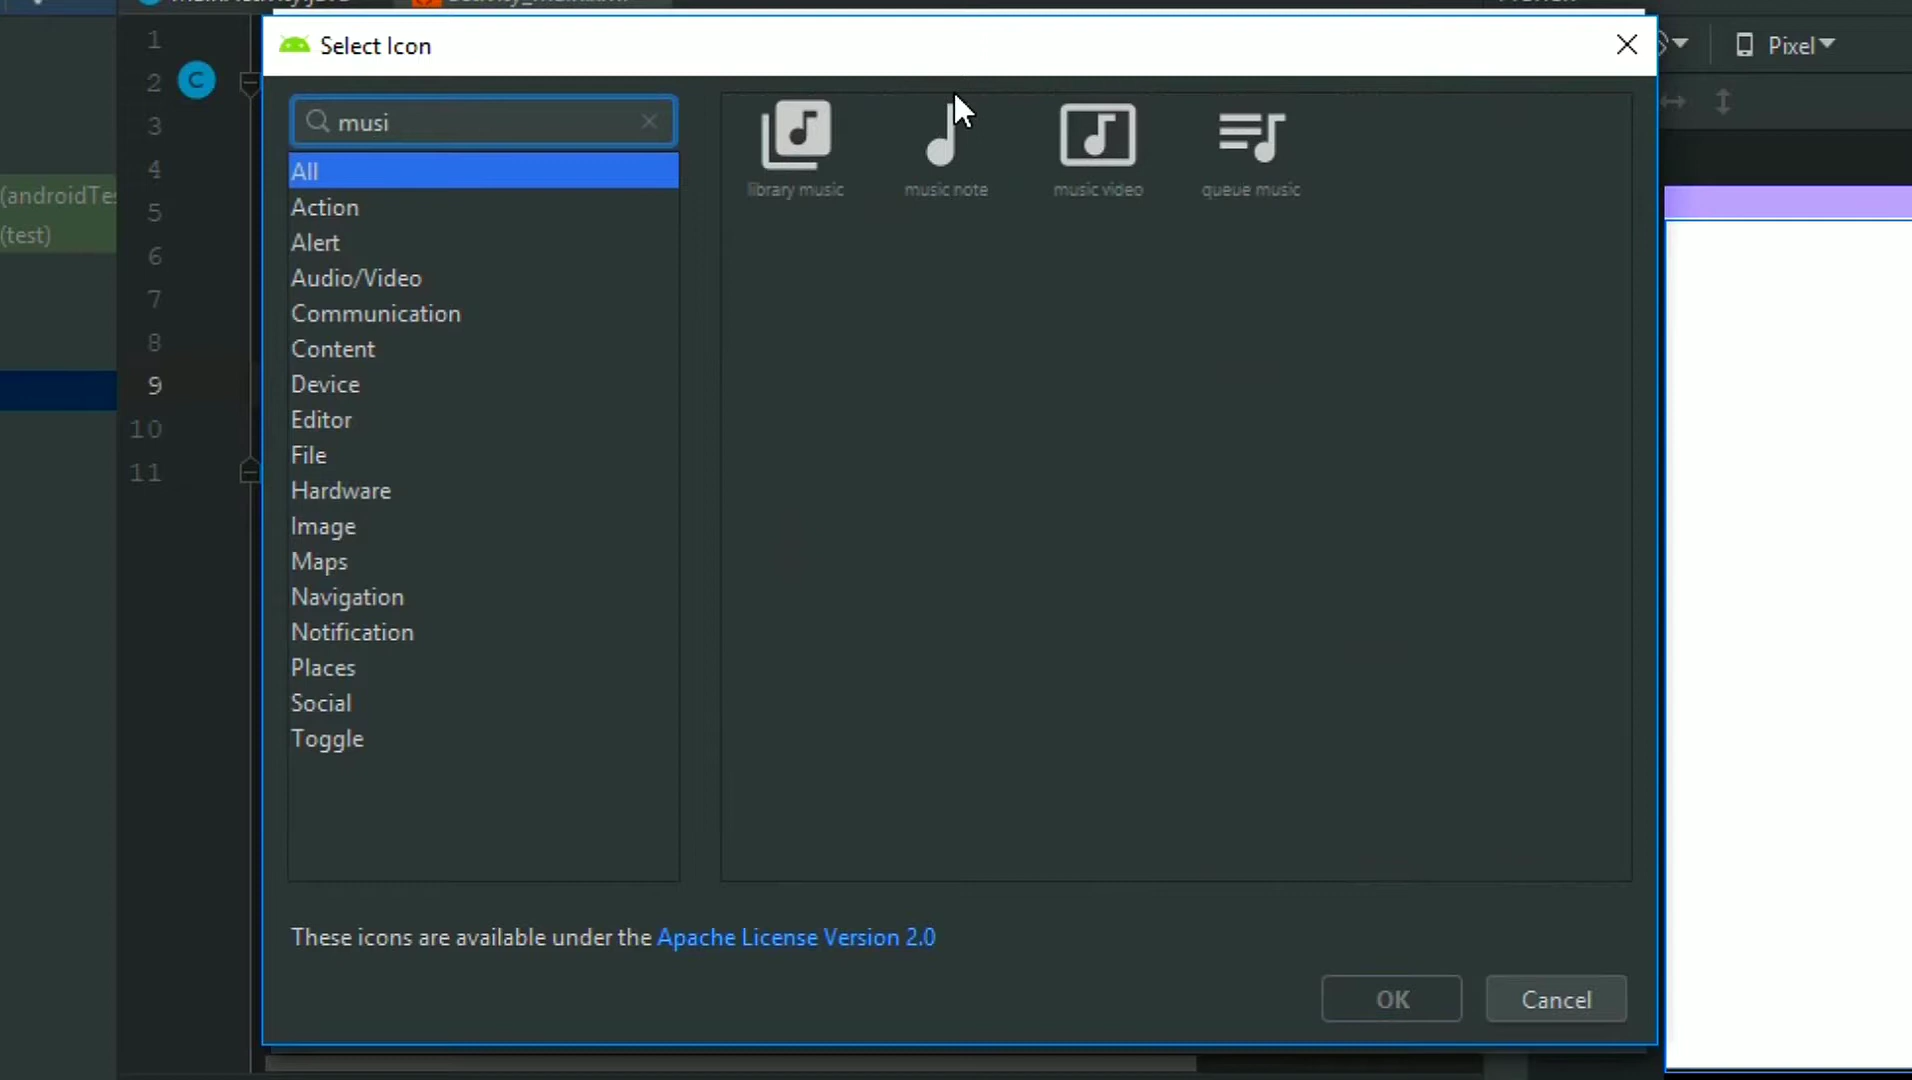 Select Icon
Pixel
musi
All
Action
Alert
Audio/Video
Communication
Content
Device
Editor
File
Hardware
Image
Maps
Navigation
Notification
Places
Social
Toggle
library music
music note
music video
queue music
These icons are available under the Apache License Version 2.0
OK
Cancel
1
2
C
3
4
5
6
7
8
9
10
11
(androidTes
(test)